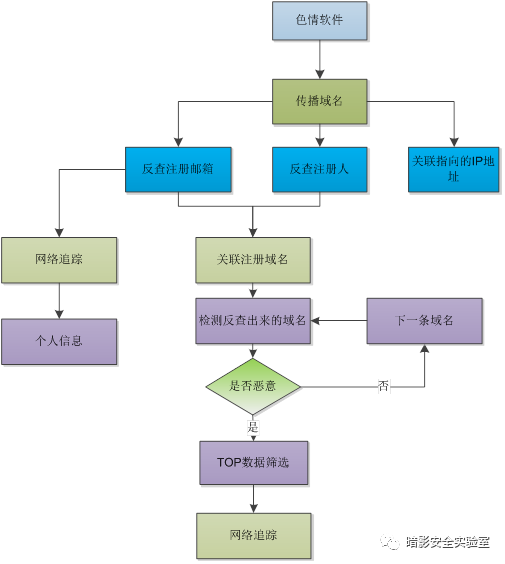 色情软件
传播域名
反查注册邮箱
反查注册人
关联指向的IP地
址
网络追踪
关联注册域名
个人信息
检测反查出来的域名
下一条域名
是否恶意
否
是
TOP数据筛选
网络追踪
暗影安全实验室